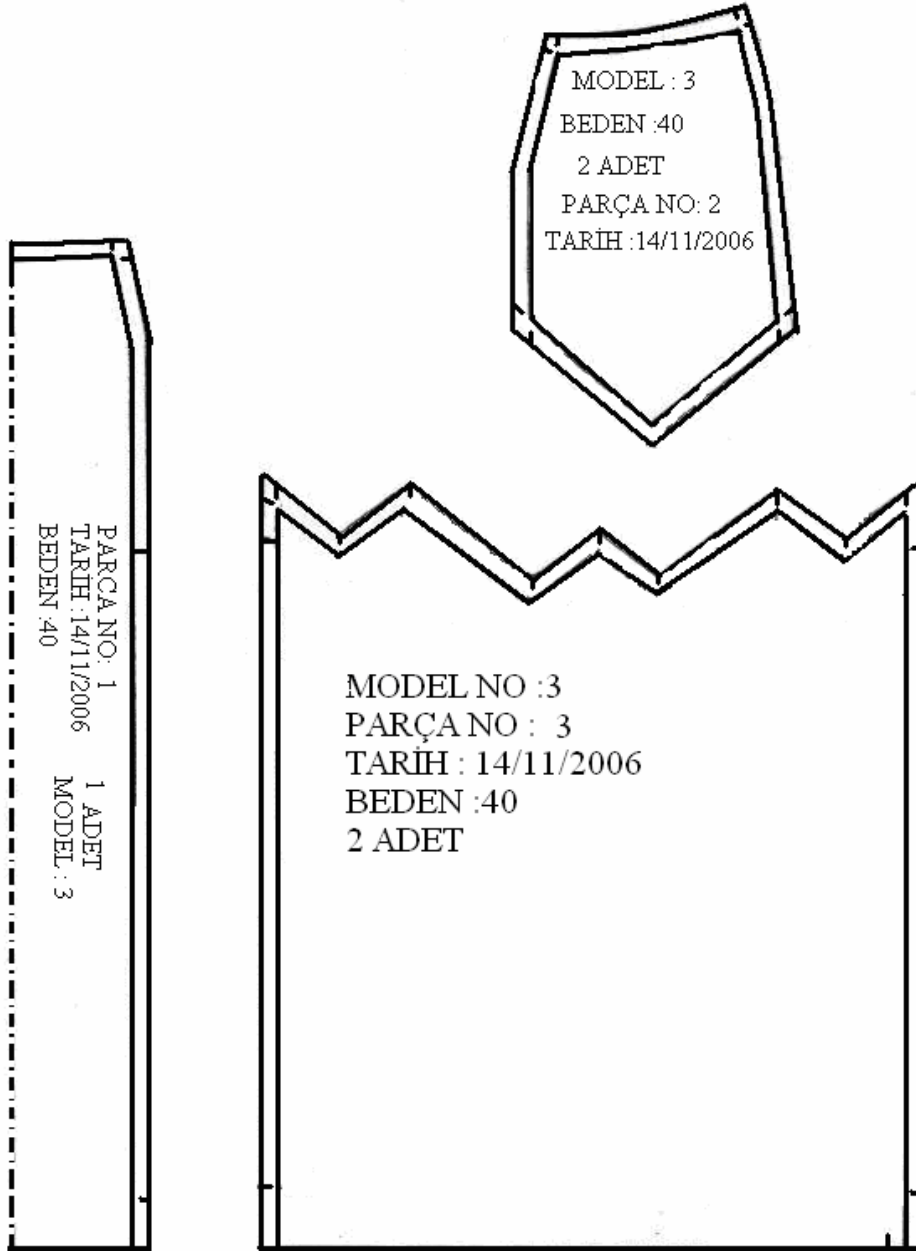 MODEL : 3
BEDEN :40
2 ADET
PARÇA NO: 2
TARİH :14/11/2006
PARCA NO: 1
TARİH :14/11/2006
BEDEN :40
1 ADET
MODEL : 3
MODEL NO :3
PARÇA NO : 3
TARİH : 14/11/2006
BEDEN :40
2 ADET